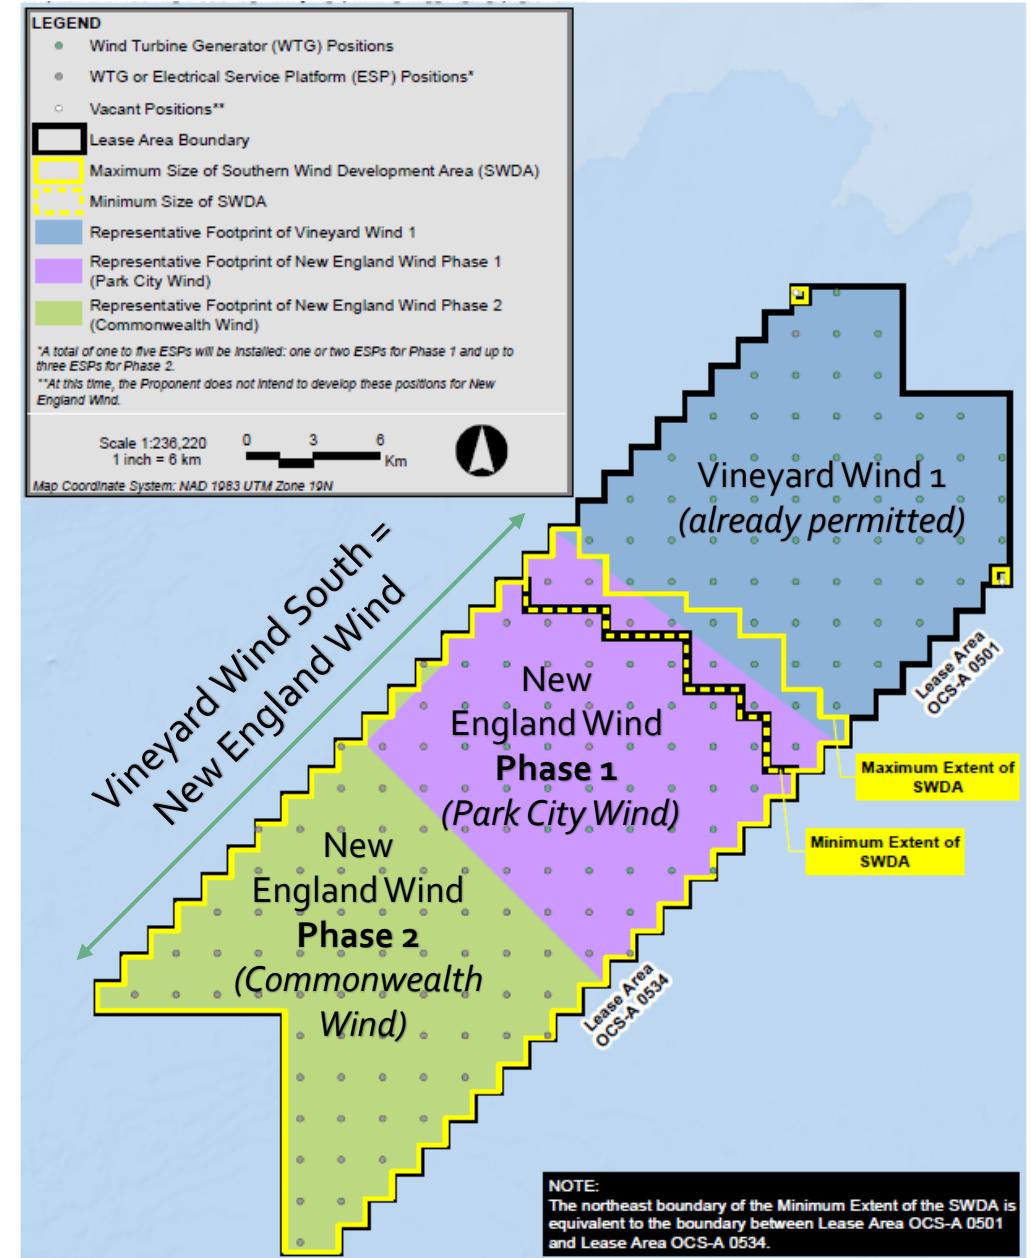 LEGEND
Wind Turbine Generator (WTG) Positions
WTG or Electrical Service Platform (ESP) Positions*
Vacant Positions**
Lease Area Boundary
Maximum Size of Southern Wind Development Area (SWDA)
Minimum Size of SWDA
Representative Footprint of Vineyard Wind 1
Representative Footprint of New England Wind Phase 1
(Park City Wind)
Representative Footprint of New England Wind Phase 2
(Commonwealth Wind)
*A total of one to five ESPs will be installed: one or two ESPs for Phase 1 and up to
three ESPs for Phase 2.
**At this time, the Proponent does not intend to develop these positions for New
England Wind.
Scale 1:236,220
1 inch = 6 km
0 3 6
Km
Map Coordinate System: NAD 1983 UTM Zone 19N
Vineyard Wind 1
(already permitted)
Vineyard Wind South =
New England Wind
Lease Area
OCS-A 0501
New
England Wind
Phase 1
(Park City Wind)
Maximum Extent of
SWDA
Minimum Extent of
SWDA
New
England Wind
Phase 2
(Commonwealth
Wind)
Lease Area
OCS-A 0534
NOTE:
The northeast boundary of the Minimum Extent of the SWDA is
equivalent to the boundary between Lease Area OCS-A 0501
and Lease Area OCS-A 0534.